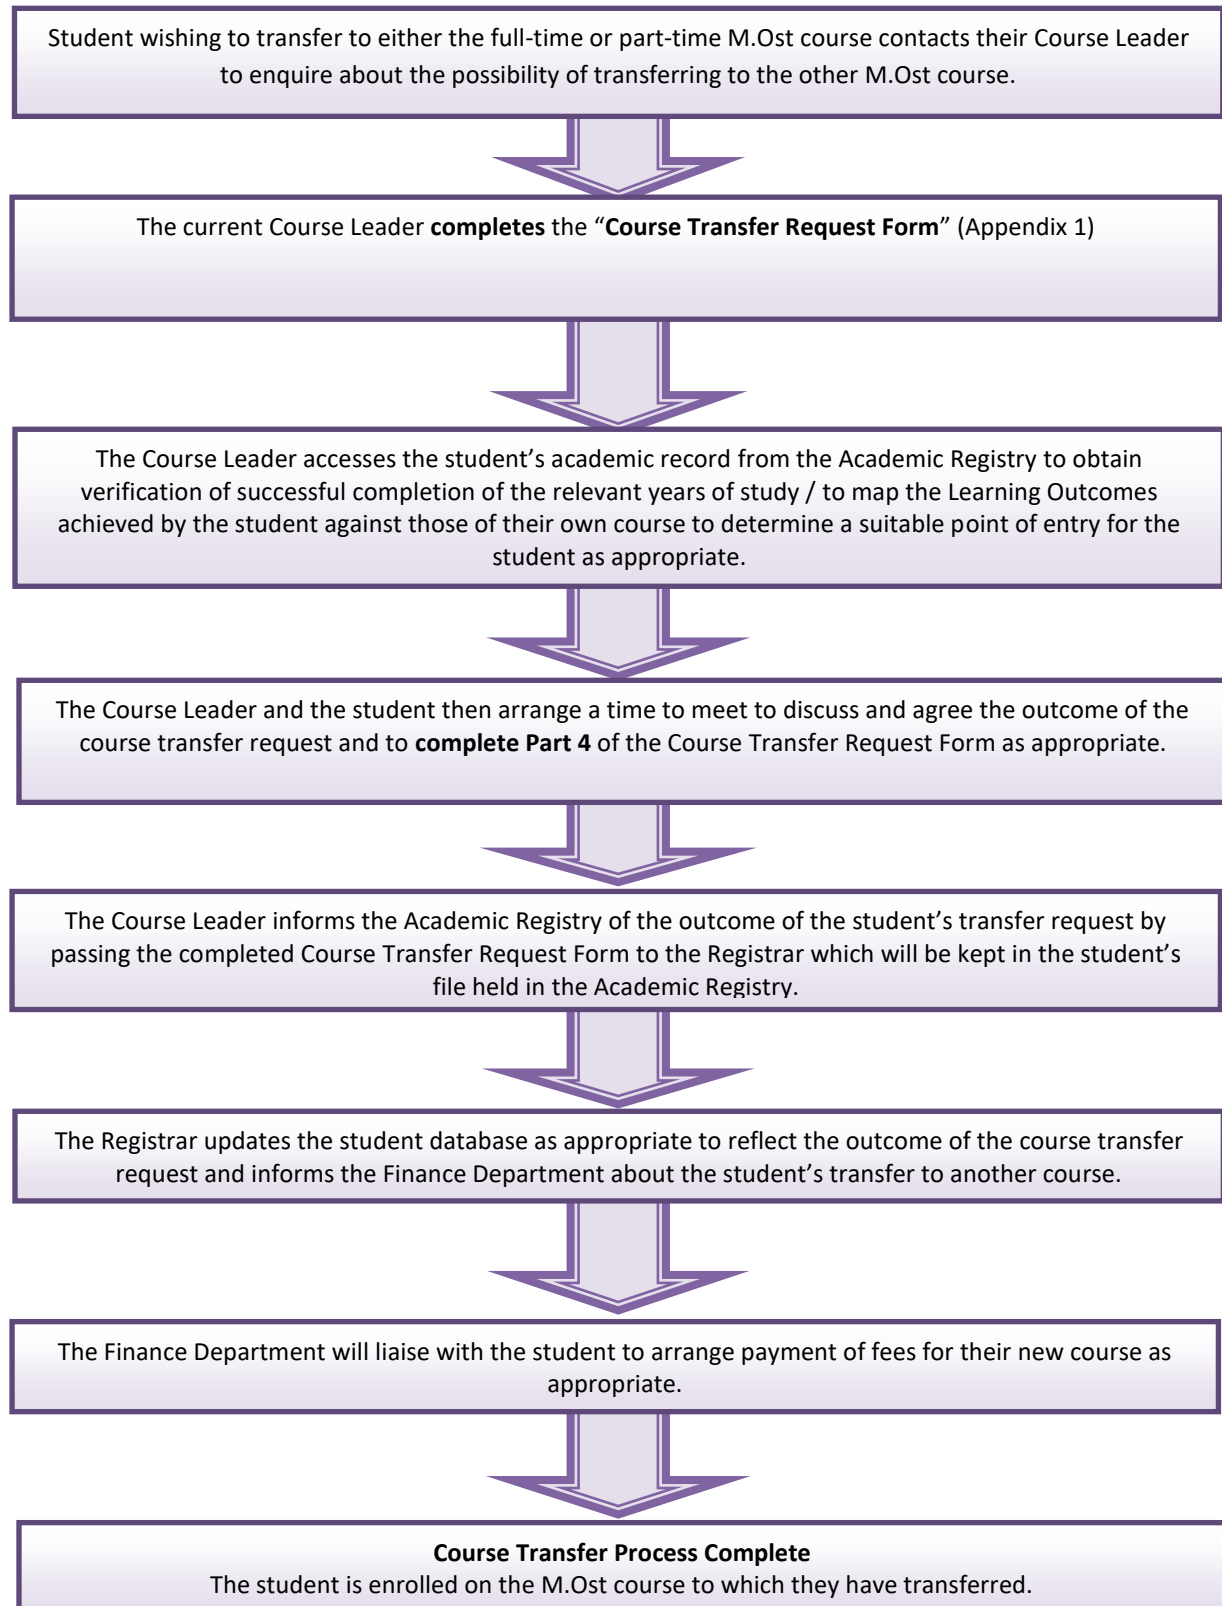 Student wishing to transfer to either the full-time or part-time M.Ost course contacts their Course Leader
to enquire about the possibility of transferring to the other M.Ost course.
The current Course Leader completes the “Course Transfer Request Form” (Appendix 1)
The Course Leader accesses the student’s academic record from the Academic Registry to obtain
verification of successful completion of the relevant years of study / to map the Learning Outcomes
achieved by the student against those of their own course to determine a suitable point of entry for the
student as appropriate.
The Course Leader and the student then arrange a time to meet to discuss and agree the outcome of the
course transfer request and to complete Part 4 of the Course Transfer Request Form as appropriate.
The Course Leader informs the Academic Registry of the outcome of the student’s transfer request by
passing the completed Course Transfer Request Form to the Registrar which will be kept in the student’s
file held in the Academic Registry.
The Registrar updates the student database as appropriate to reflect the outcome of the course transfer
request and informs the Finance Department about the student’s transfer to another course.
The Finance Department will liaise with the student to arrange payment of fees for their new course as
appropriate.
Course Transfer Process Complete
The student is enrolled on the M.Ost course to which they have transferred.